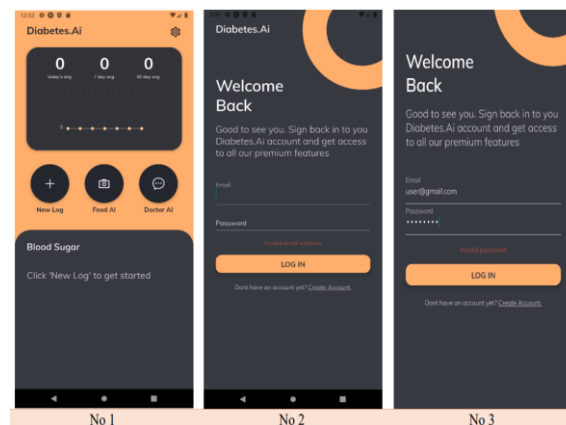 12:52
Diabetes.Ai
0 0 0
today's avg 7 day avg 30 day avg
0
New Log Food Ai Doctor Ai
Blood Sugar
Click 'New Log' to get started
No 1
Diabetes.Ai
Welcome
Back
Good to see you. Sign back in to you
Diabetes.Ai account and get access
to all our premium features
Email
Password
Invalid email address
LOG IN
Dont have an account yet? Create Account.
No 2
Welcome
Back
Good to see you. Sign back in to you
Diabetes.Ai account and get access
to all our premium features
Email
user@gmail.com
Password
Invalid password
LOG IN
Dont have an account yet? Create Account.
No 3